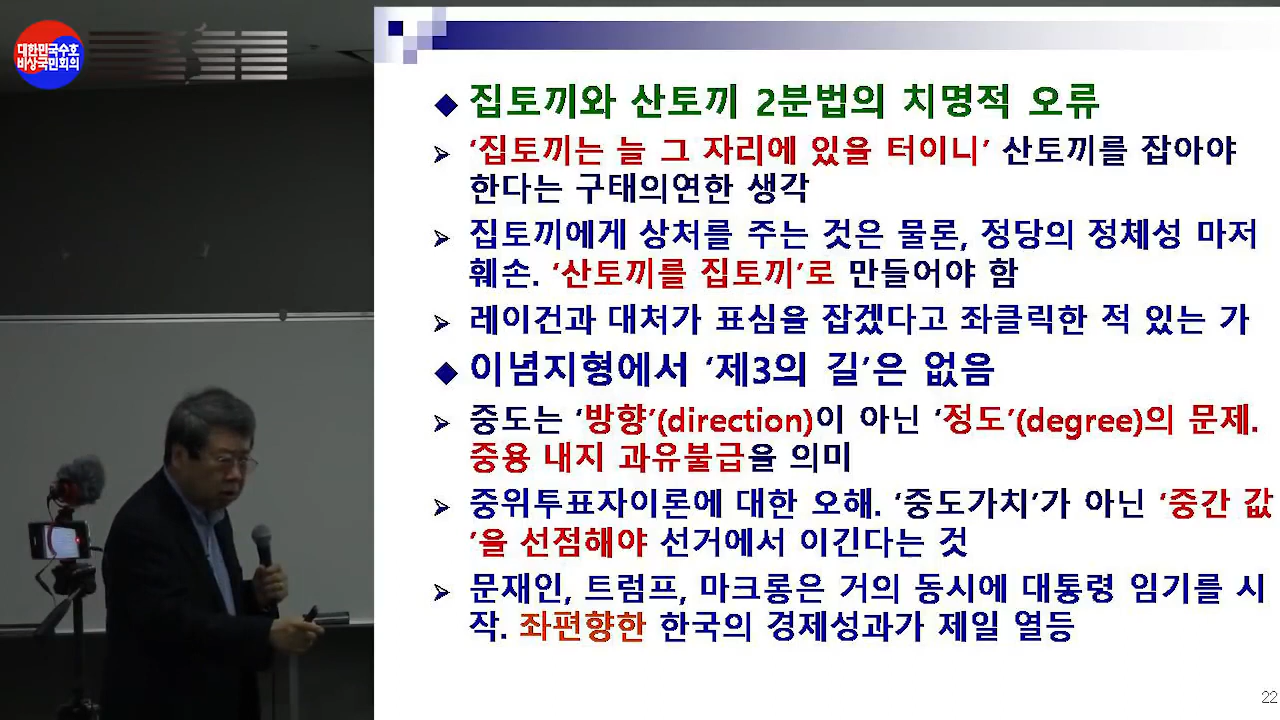 대한민국수호
비상국민회의
집토끼와 산토끼 2분법의 치명적 오류
'집토끼는 늘 그 자리에 있을 터이니' 산토끼를 잡아야
한다는 구태의연한 생각
집토끼에게 상처를 주는 것은 물론, 정당의 정체성 마저
훼손. '산토끼를 집토끼'로 만들어야 함
레이건과 대처가 표심을 잡겠다고 좌클릭한 적 있는 가
이념지형에서 '제3의 길'은 없음
중도는 '방향'(direction)이 아닌 '정도'(degree)의 문제.
중용 내지 과유불급을 의미
중위투표자이론에 대한 오해. '중도가치'가 아닌 '중간 값
'을 선점해야 선거에서 이긴다는 것
문재인, 트럼프, 마크롱은 거의 동시에 대통령 임기를 시
작. 좌편향한 한국의 경제성과가 제일 열등
22